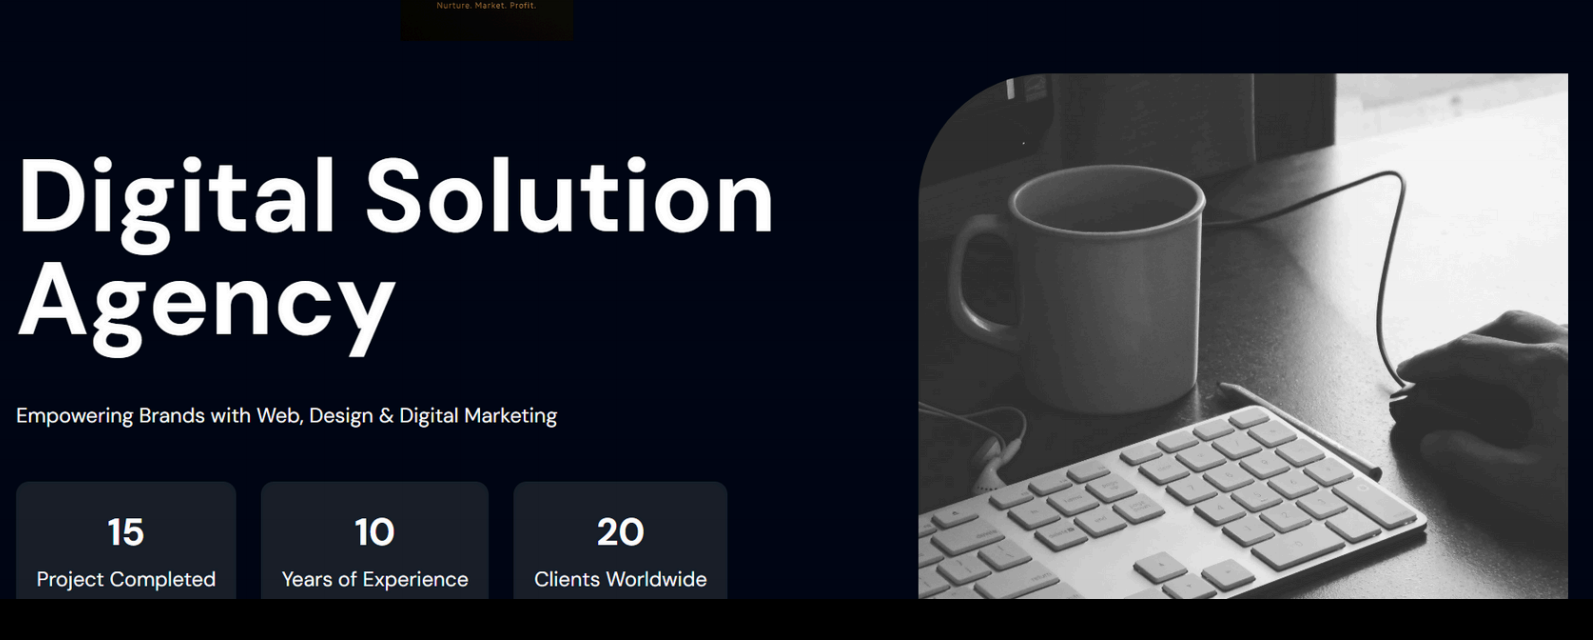 Nurture. Market. Profit.
Digital Solution
Agency
Empowering Brands with Web, Design & Digital Marketing
15
Project Completed
10
Years of Experience
20
Clients Worldwide